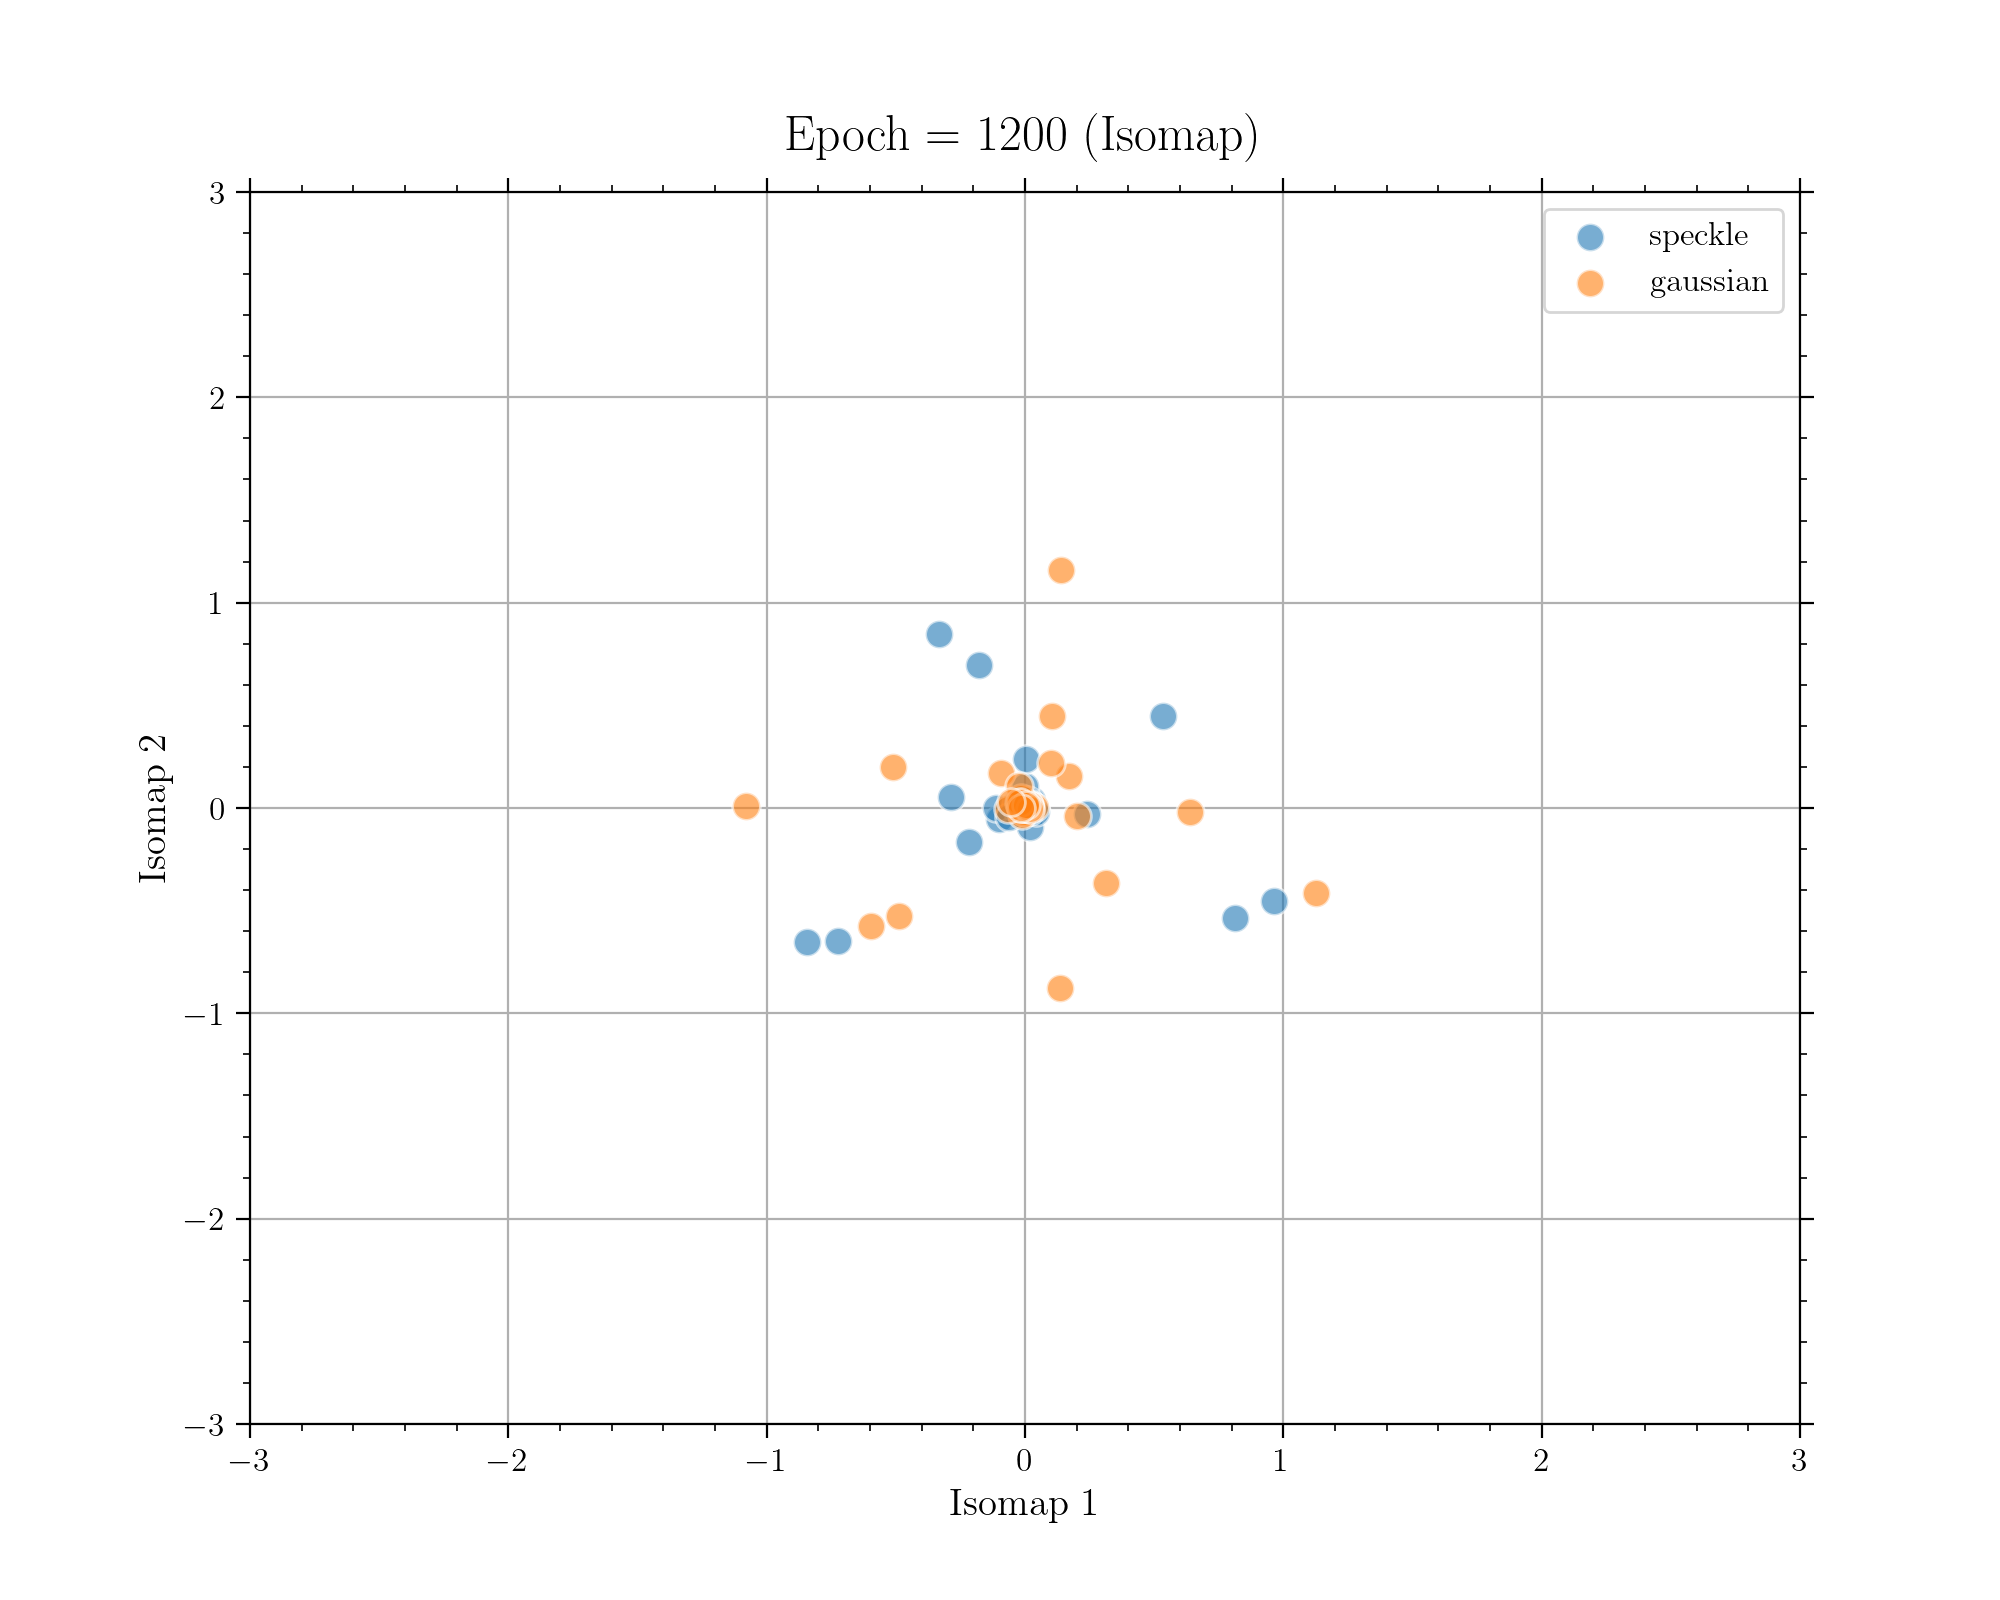 Epoch = 1200 (Isomap)
speckle
gaussian
3
2
1
0
−1
−2
−3
Isomap 2
−3
−2
−1
0
1
2
3
Isomap 1